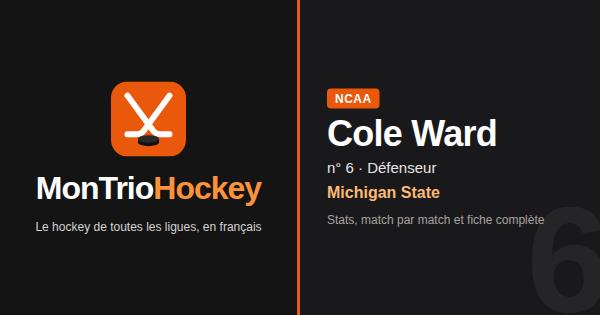 MonTrioHockey
Le hockey de toutes les ligues, en français
NCAA
Cole Ward
n° 6 · Défenseur
Michigan State
Stats, match par match et fiche complète
6